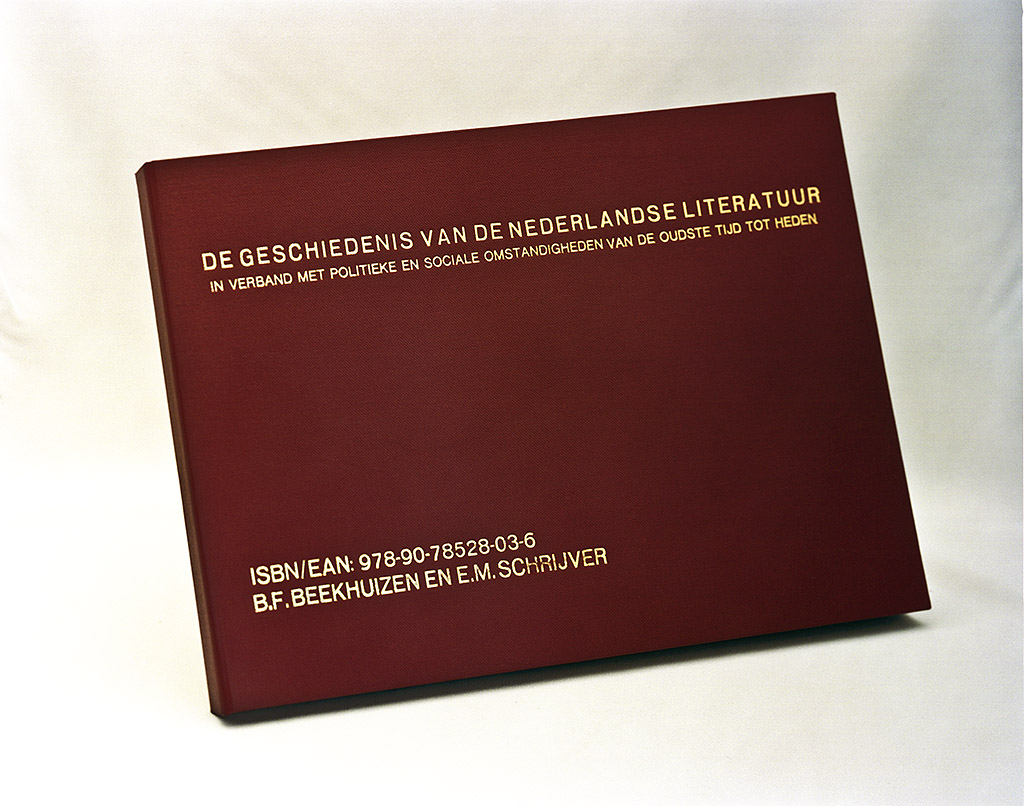 DE GESCHIEDENIS VAN DE NEDERLANDSE LITERATUUR
IN VERBAND MET POLITIEKE EN SOCIALE OMSTANDIGHEDEN VAN DE OUDSTE TIJD TOT HEDEN
ISBN/EAN: 978-90-78528-03-6
B.F. BEEKHUIZEN EN E.M. SCHRIJVER